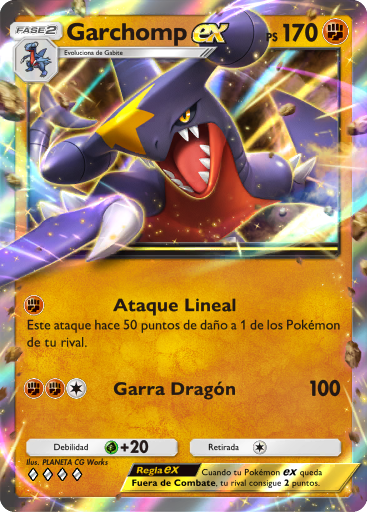 FASE 2
Garchomp ex
PS 170
Evoluciona de Gabite
Ataque Lineal
Este ataque hace 50 puntos de daño a 1 de los Pokémon
de tu rival.
Garra Dragón 100
Debilidad +20
Retirada
Ilus. PLANETA CG Works
Regla ex
Cuando tu Pokémon ex queda
Fuera de Combate, tu rival consigue 2 puntos.